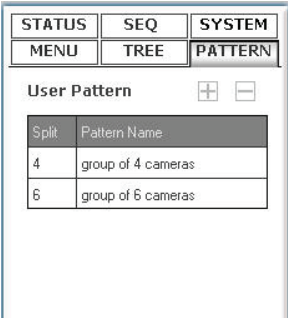 STATUS SEQ SYSTEM
MENU TREE PATTERN
User Pattern
Split Pattern Name
4 group of 4 cameras
6 group of 6 cameras